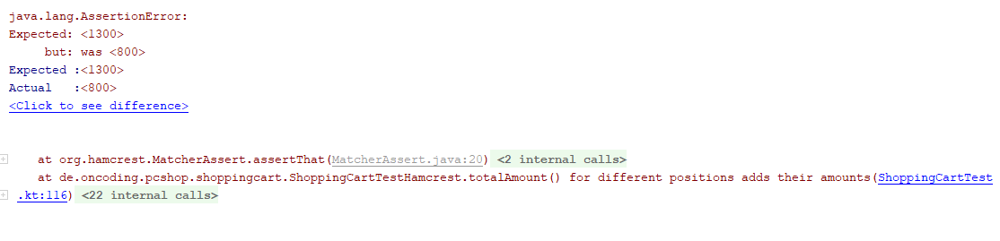 java.lang.AssertionError:
Expected: <1300>
     but: was <800>
Expected :<1300>
Actual   :<800>
<Click to see difference>
at org.hamcrest.MatcherAssert.assertThat(MatcherAssert.java:20) <2 internal calls>
at de.oncoding.pcshop.shoppingcart.ShoppingCartTestHamcrest.totalAmount() for different positions adds their amounts(ShoppingCartTest
.kt:116) <22 internal calls>